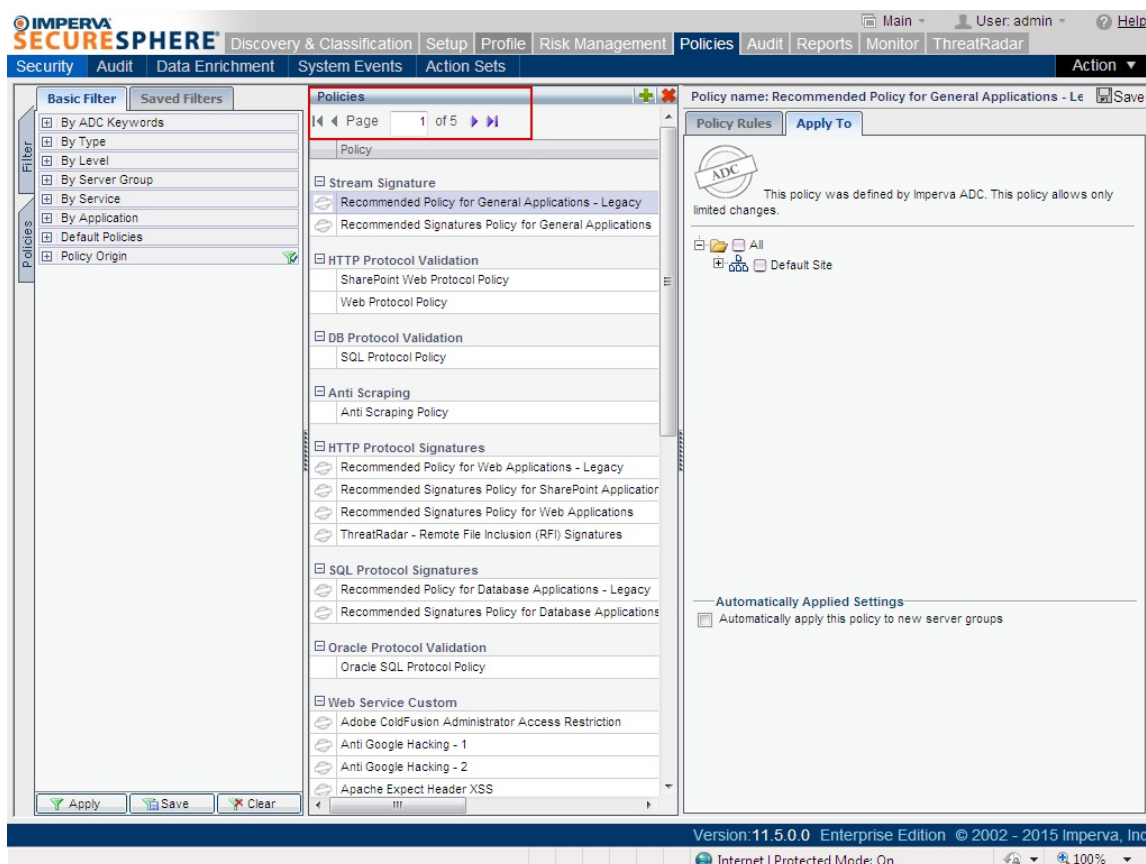 IMPERVA
SECURESPHERE
Main User: admin Help
Discovery & Classification Setup Profile Risk Management Policies Audit Reports Monitor ThreatRadar
Security Audit Data Enrichment System Events Action Sets Action
Filter
Policies
Basic Filter Saved Filters
By ADC Keywords
By Type
By Level
By Server Group
By Service
By Application
Default Policies
Policy Origin
Apply Save Clear
Policies
Page 1 of 5
Policy
Stream Signature
Recommended Policy for General Applications - Legacy
Recommended Signatures Policy for General Applications
HTTP Protocol Validation
SharePoint Web Protocol Policy
Web Protocol Policy
DB Protocol Validation
SQL Protocol Policy
Anti Scraping
Anti Scraping Policy
HTTP Protocol Signatures
Recommended Policy for Web Applications - Legacy
Recommended Signatures Policy for SharePoint Application
Recommended Signatures Policy for Web Applications
ThreatRadar - Remote File Inclusion (RFI) Signatures
SQL Protocol Signatures
Recommended Policy for Database Applications - Legacy
Recommended Signatures Policy for Database Applications
Oracle Protocol Validation
Oracle SQL Protocol Policy
Web Service Custom
Adobe ColdFusion Administrator Access Restriction
Anti Google Hacking - 1
Anti Google Hacking - 2
Apache Expect Header XSS
Policy name: Recommended Policy for General Applications - Le Save
Policy Rules Apply To
ADC
This policy was defined by Imperva ADC. This policy allows only
limited changes.
All
Default Site
Automatically Applied Settings
Automatically apply this policy to new server groups
Version:11.5.0.0 Enterprise Edition © 2002 - 2015 Imperva, Inc
Internet | Protected Mode: On 100%